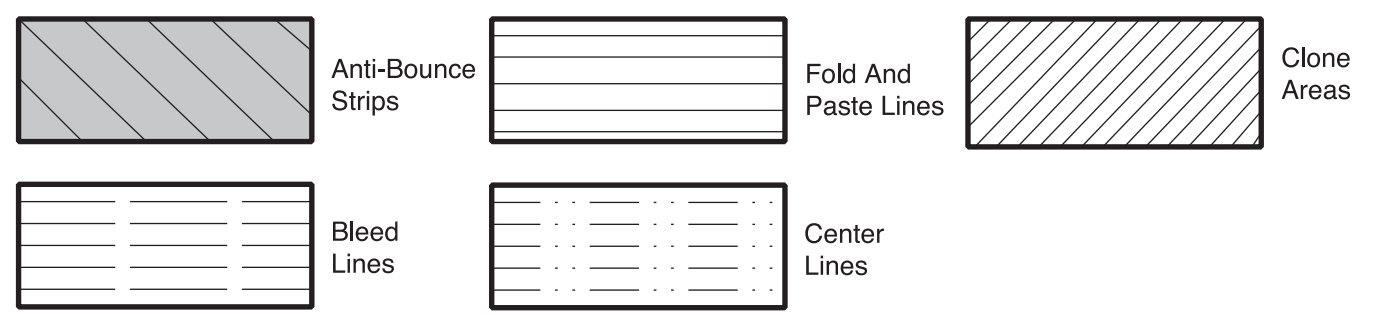 Anti-Bounce
Strips
Fold And
Paste Lines
Clone
Areas
Bleed
Lines
Center
Lines